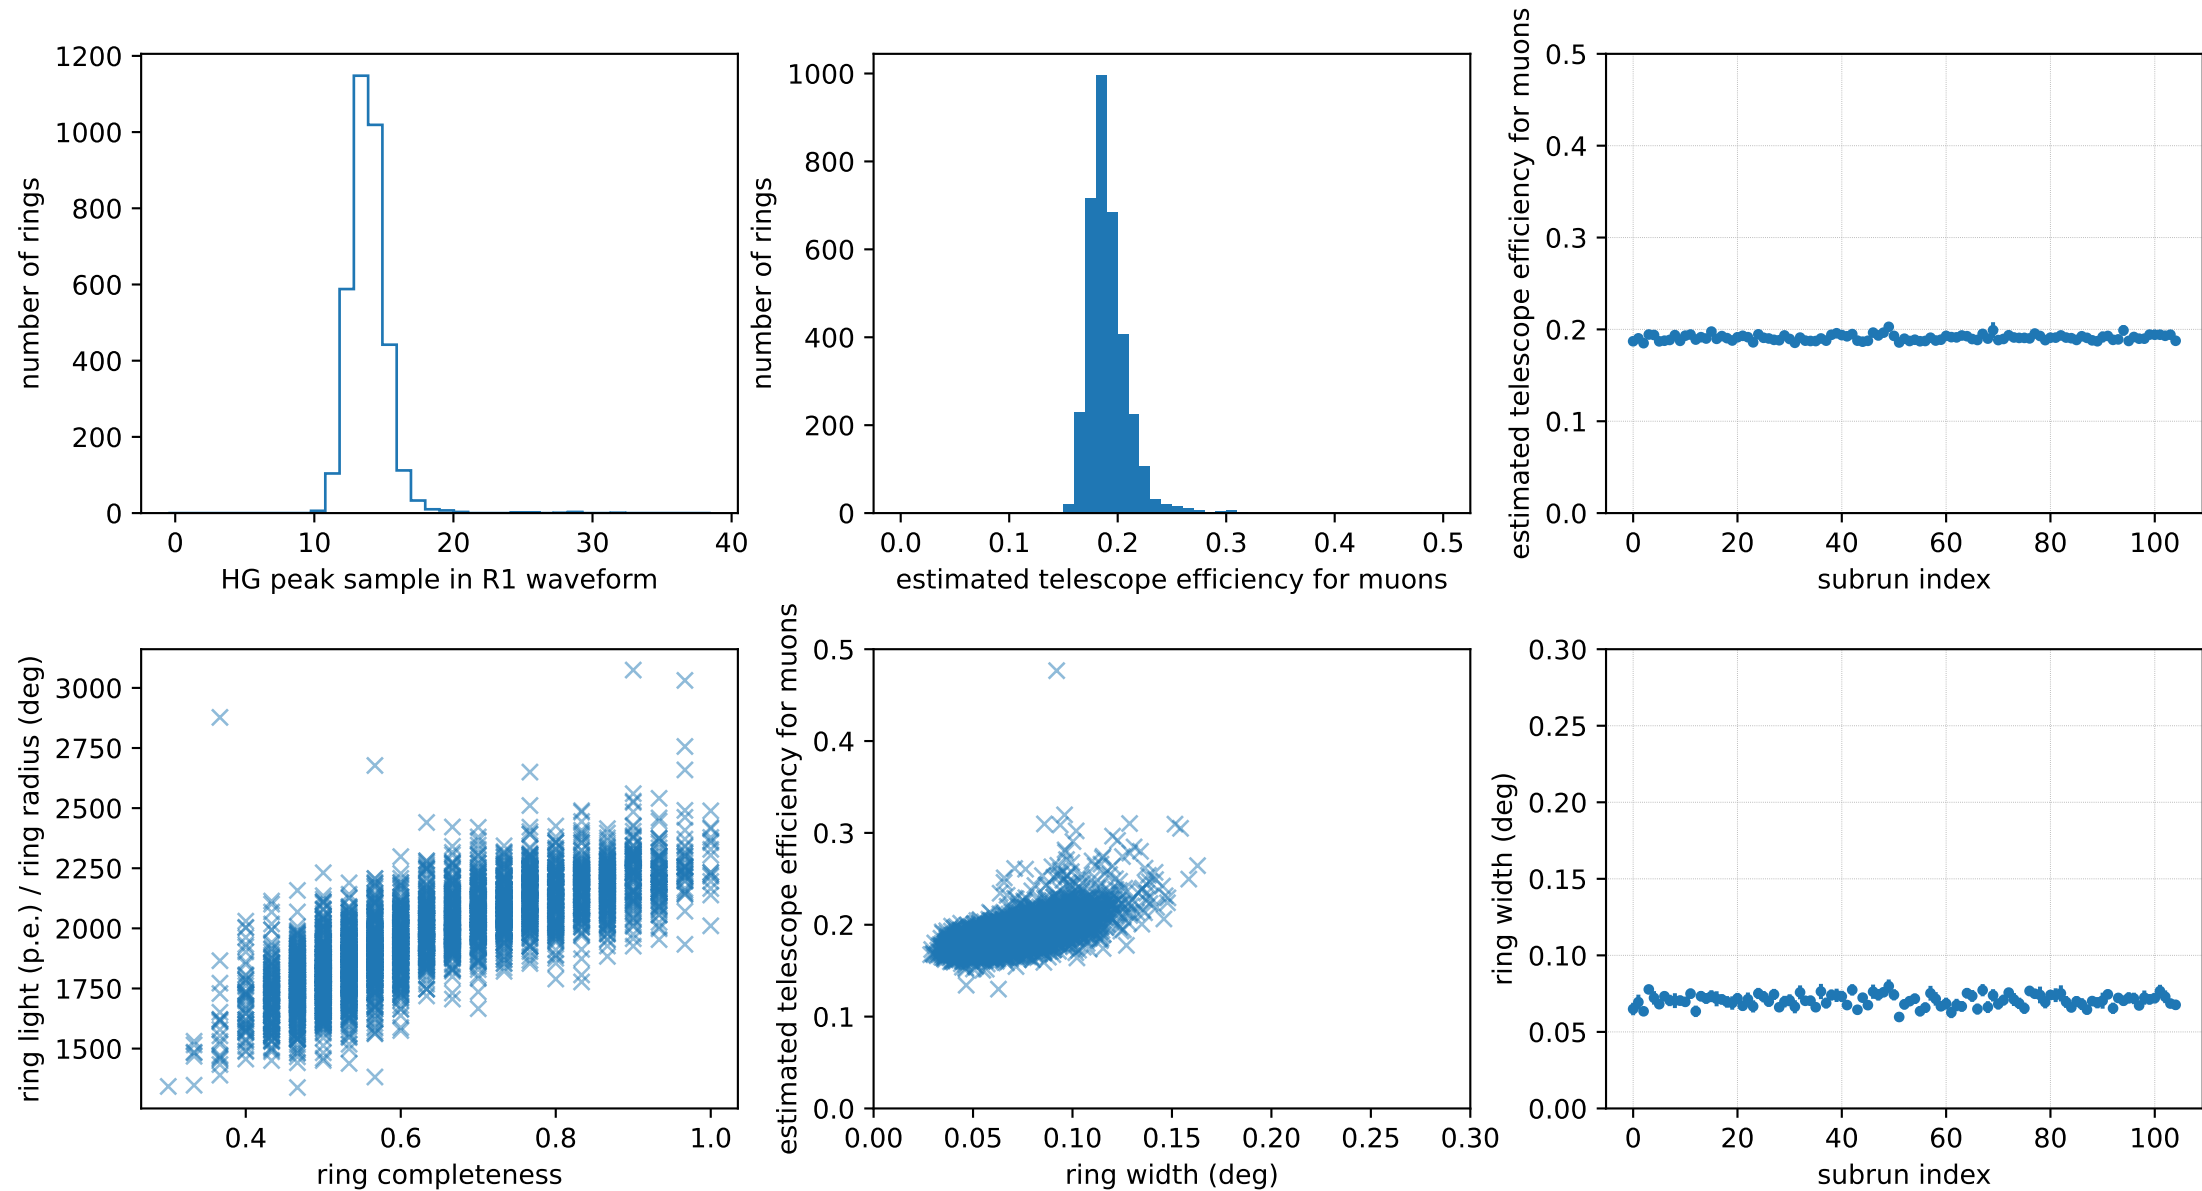 1200
1000
800
600
400
200
0
number of rings
0 10 20 30 40
HG peak sample in R1 waveform
1000
800
600
400
200
0
number of rings
0.0 0.1 0.2 0.3 0.4 0.5
estimated telescope efficiency for muons
0.5
0.4
0.3
0.2
0.1
0.0
estimated telescope efficiency for muons
0 20 40 60 80 100
subrun index
3000
2750
2500
2250
2000
1750
1500
ring light (p.e.) / ring radius (deg)
0.4 0.6 0.8 1.0
ring completeness
0.5
0.4
0.3
0.2
0.1
0.0
estimated telescope efficiency for muons
0.00 0.05 0.10 0.15 0.20 0.25 0.30
ring width (deg)
0.30
0.25
0.20
0.15
0.10
0.05
0.00
ring width (deg)
0 20 40 60 80 100
subrun index